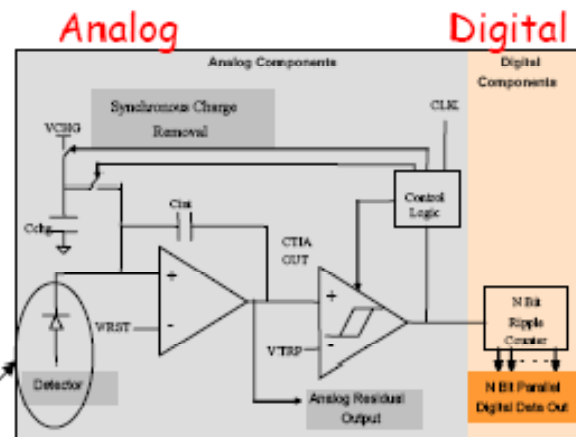 Analog
Digital
Analog Components
Digital
Components
Synchronous Charge
Removal
VCHG
CLK
Control
Logic
Cchg
Cint
CTIA
OUT
+
-
VRST
+
-
VTRP
N Bit
Ripple
Counter
Detector
Analog Residual
Output
N Bit Parallel
Digital Data Out